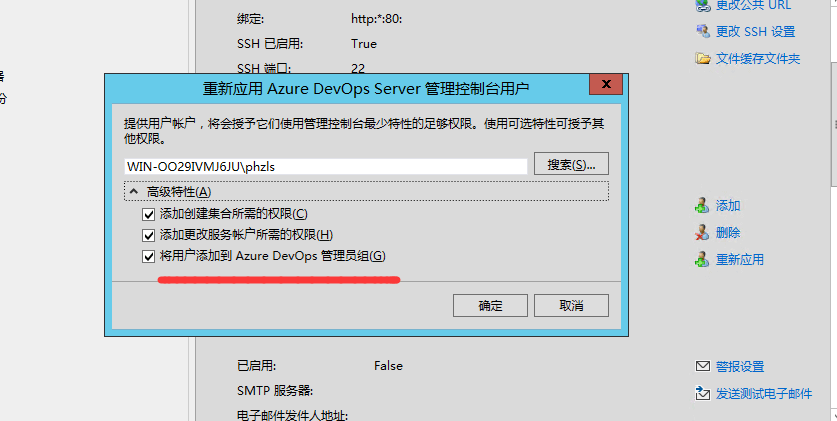 绑定: http:*:80:
更改公共 URL
SSH 已启用: True
更改 SSH 设置
SSH 端口: 22
文件缓存文件夹
器
份
重新应用 Azure DevOps Server 管理控制台用户
x
提供用户帐户，将会授予它们使用管理控制台最少特性的足够权限。使用可选特性可授予其
他权限。
WIN-OO29IVMJ6JU\phzls
搜索(S)...
高级特性(A)
添加创建集合所需的权限(C)
添加更改服务帐户所需的权限(H)
将用户添加到 Azure DevOps 管理员组(G)
确定 取消
添加
删除
重新应用
已启用: False
警报设置
SMTP 服务器:
发送测试电子邮件
电子邮件发件人地址: